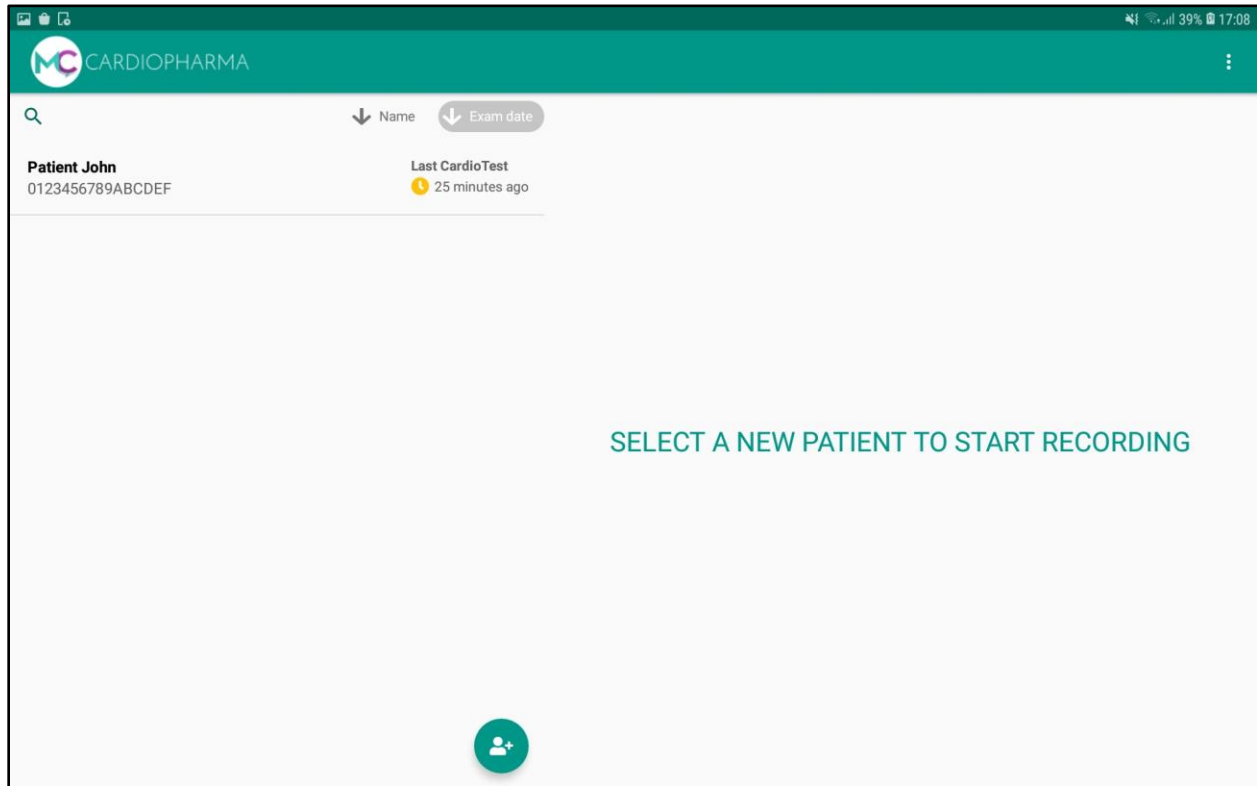 39% 17:08
MC CARDIOPHARMA
Name Exam date
Patient John Last CardioTest
0123456789ABCDEF 25 minutes ago
SELECT A NEW PATIENT TO START RECORDING